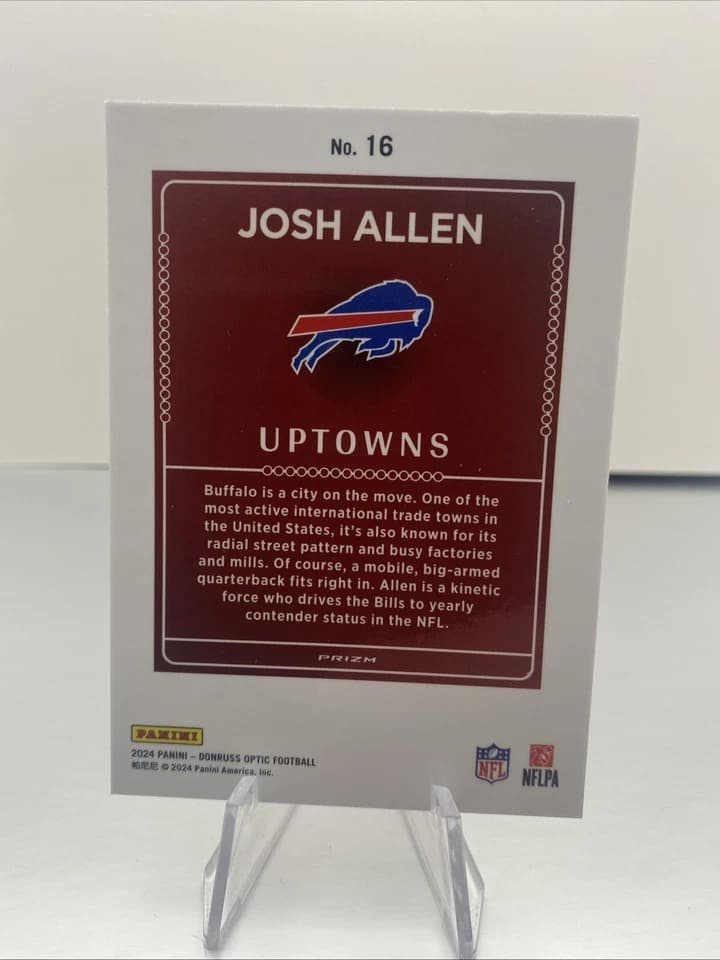 No. 16
JOSH ALLEN
UPTOWNS
Buffalo is a city on the move. One of the
most active international trade towns in
the United States, it's also known for its
radial street pattern and busy factories
and mills. Of course, a mobile, big-armed
quarterback fits right in. Allen is a kinetic
force who drives the Bills to yearly
contender status in the NFL.
PRIZM
PANINI
2024 PANINI – DONRUSS OPTIC FOOTBALL
帕尼尼 © 2024 Panini America, Inc.
NFL
NFLPA